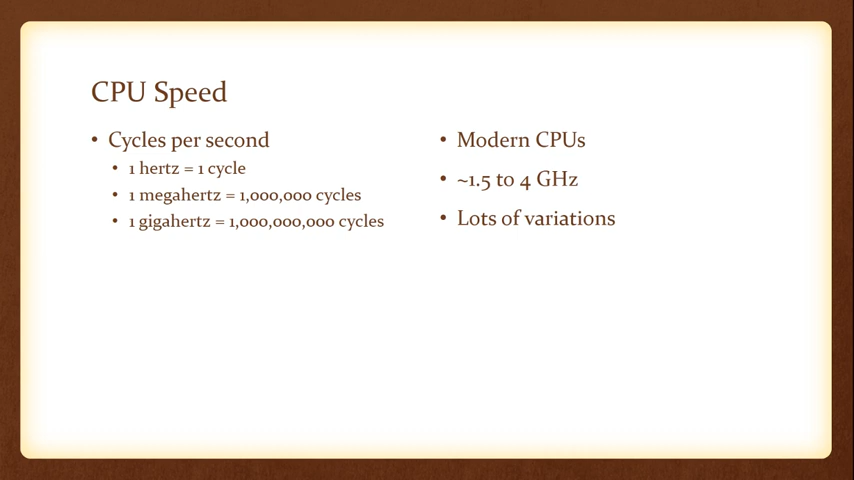 CPU Speed
• Cycles per second
• 1 hertz = 1 cycle
• 1 megahertz = 1,000,000 cycles
• 1 gigahertz = 1,000,000,000 cycles
• Modern CPUs
• ~1.5 to 4 GHz
• Lots of variations